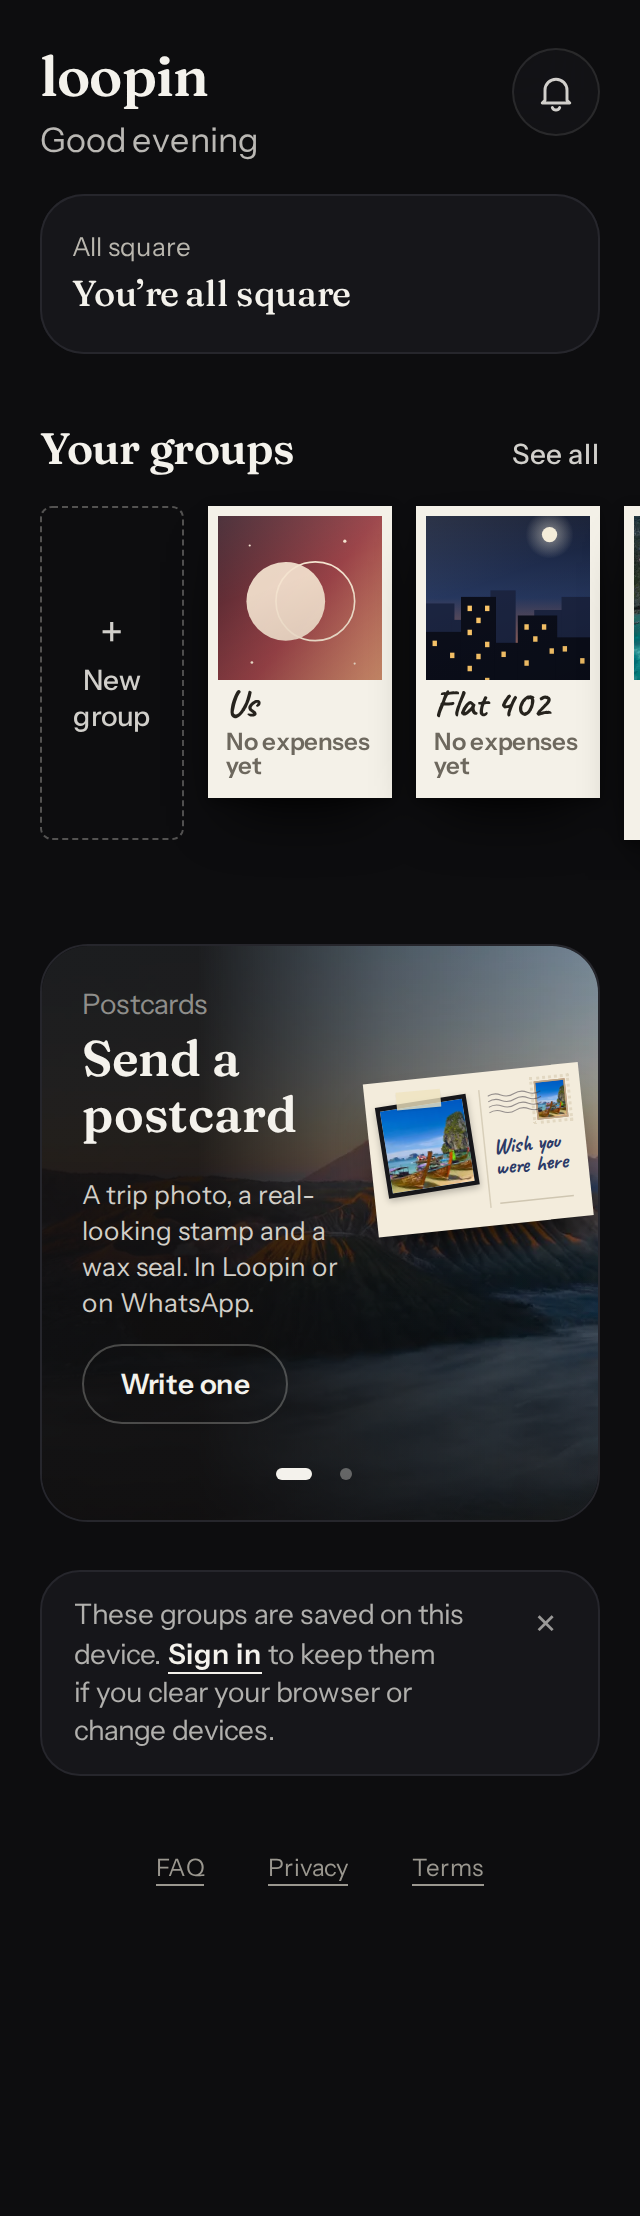 loopin
Good evening
All square
You’re all square
Your groups
See all
+
New
group
Us
No expenses
yet
Flat 402
No expenses
yet
Postcards
Send a
postcard
A trip photo, a real-
looking stamp and a
wax seal. In Loopin or
on WhatsApp.
Wish you
were here
Write one
These groups are saved on this
device. Sign in to keep them
if you clear your browser or
change devices.
×
FAQ
Privacy
Terms